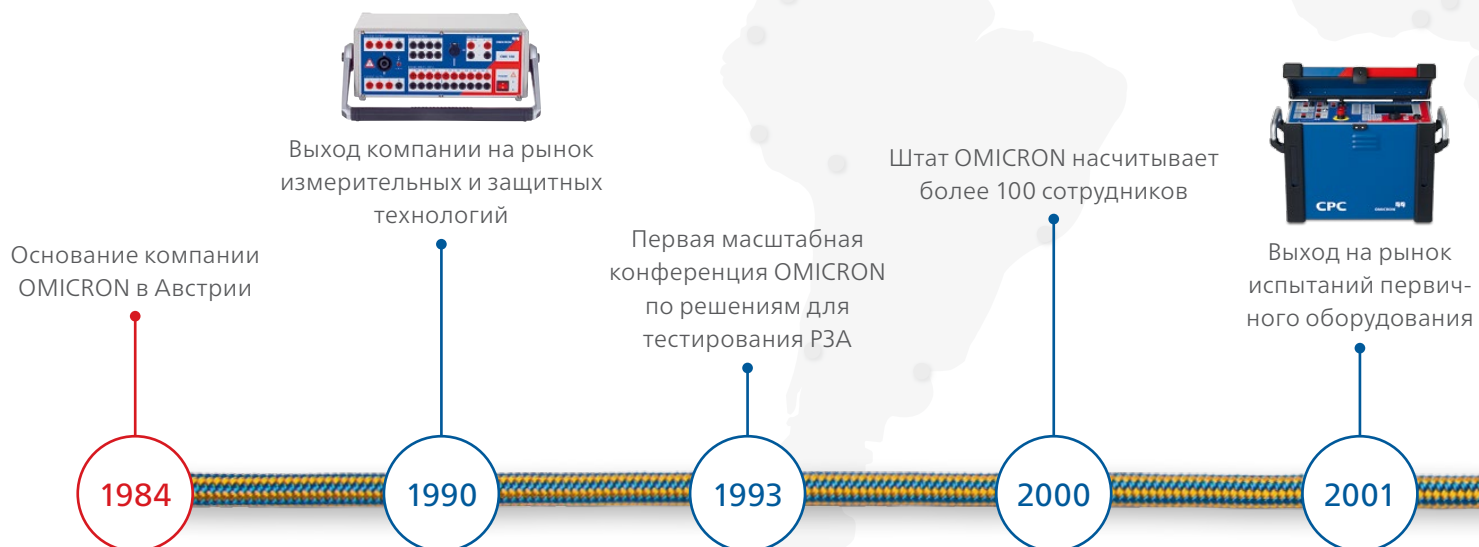 Выход компании на рынок
измерительных и защитных
технологий
Штат OMICRON насчитывает
более 100 сотрудников
CPC
OMICRON
Основание компании
OMICRON в Австрии
Первая масштабная
конференция OMICRON
по решениям для
тестирования РЗА
Выход на рынок
испытаний первич-
ного оборудования
1984
1990
1993
2000
2001